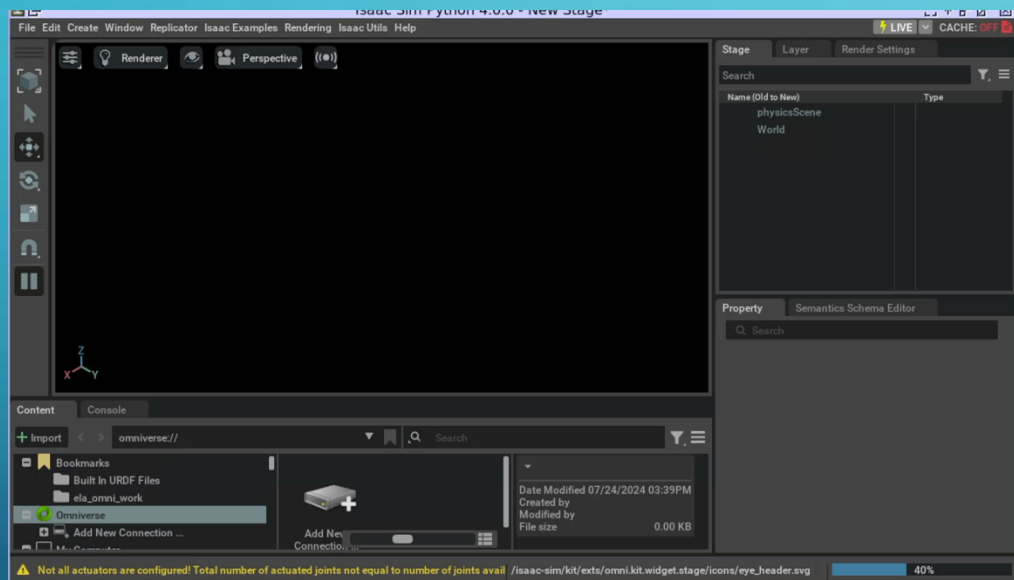 Isaac Sim Python 4.0.0 - New Stage*
File Edit Create Window Replicator Isaac Examples Rendering Isaac Utils Help
LIVE CACHE: OFF
Renderer Perspective
Stage Layer Render Settings
Search
Name (Old to New) Type
physicsScene
World
Property Semantics Schema Editor
Search
Z
X Y
Content Console
Import omniverse:// Search
Bookmarks
Built In URDF Files
ela_omni_work
Omniverse
Add New Connection ...
My Computer
Add New
Connection ...
Date Modified 07/24/2024 03:39PM
Created by
Modified by
File size 0.00 KB
Not all actuators are configured! Total number of actuated joints not equal to number of joints avail /isaac-sim/kit/exts/omni.kit.widget.stage/icons/eye_header.svg 40%